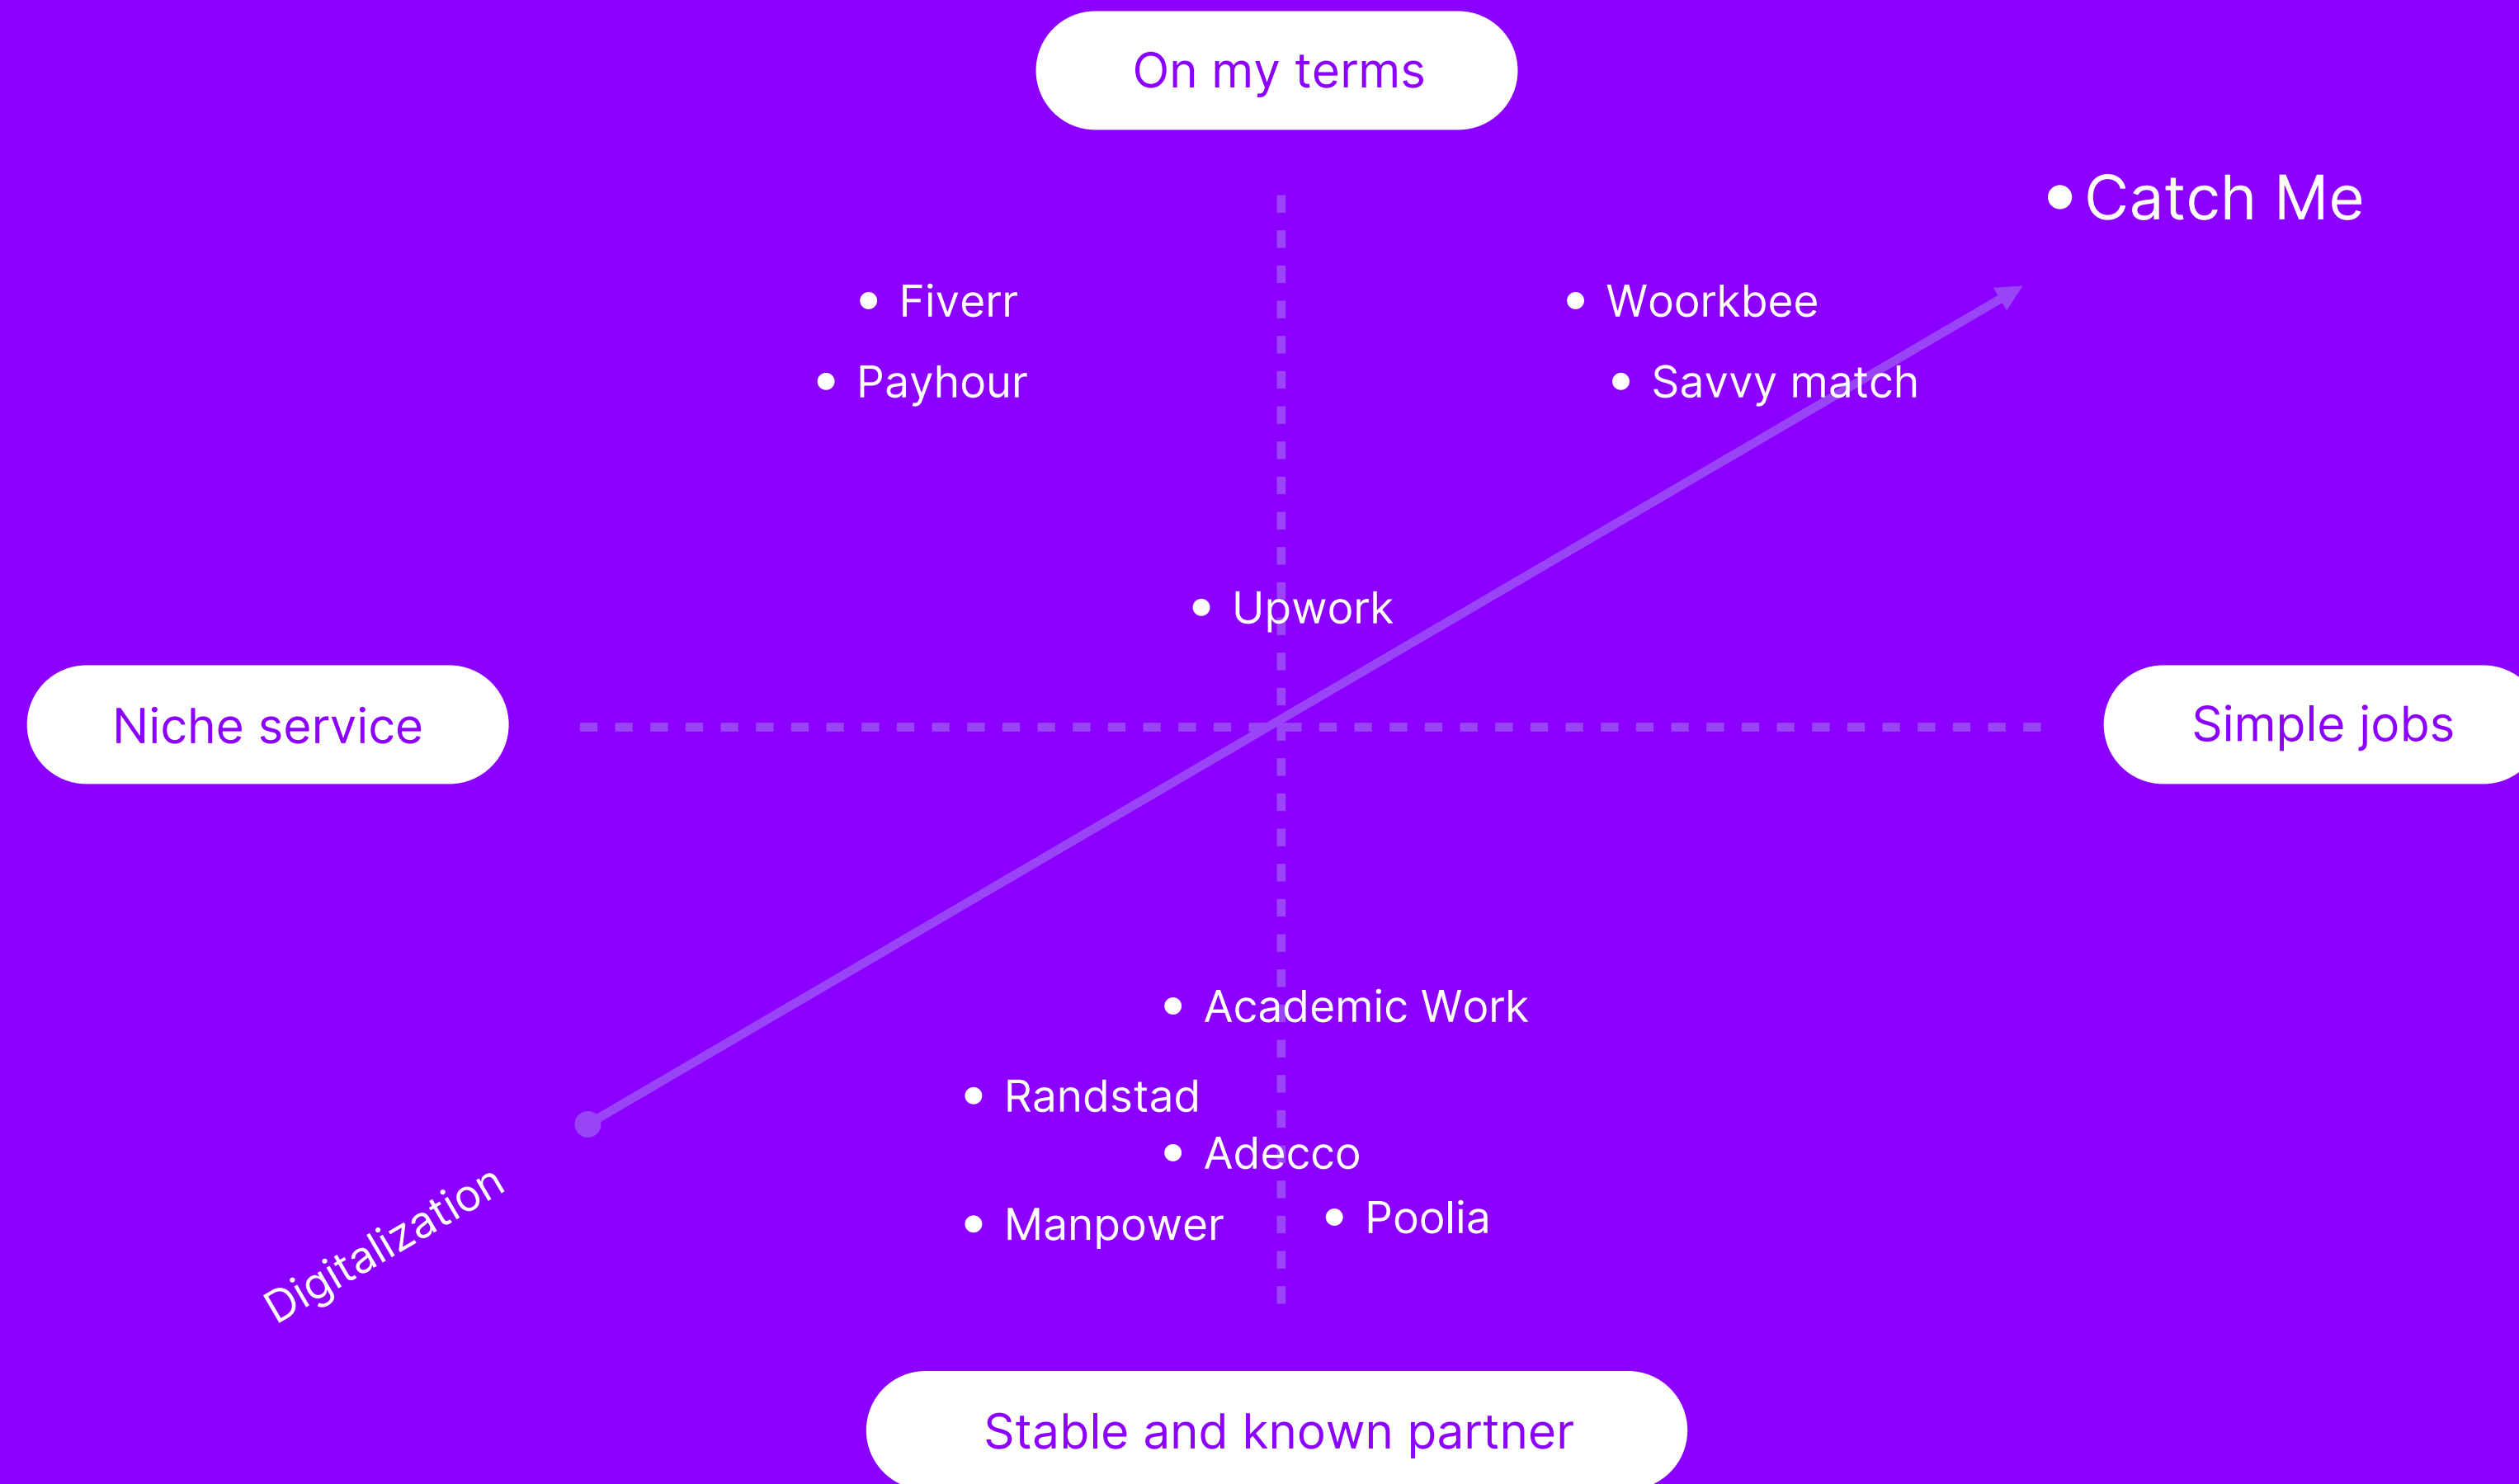 On my terms
Catch Me
Fiverr
Woorkbee
Payhour
Savvy match
Upwork
Niche service
Simple jobs
Academic Work
Randstad
Adecco
Manpower
Poolia
Digitalization
Stable and known partner